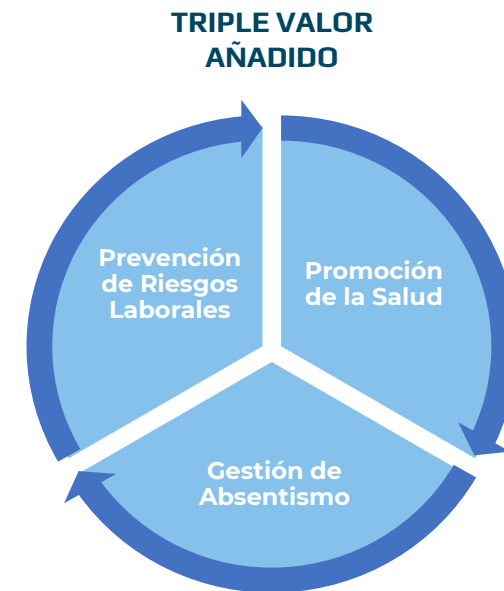 TRIPLE VALOR
AÑADIDO
Prevención
de Riesgos
Laborales
Promoción
de la Salud
Gestión de
Absentismo